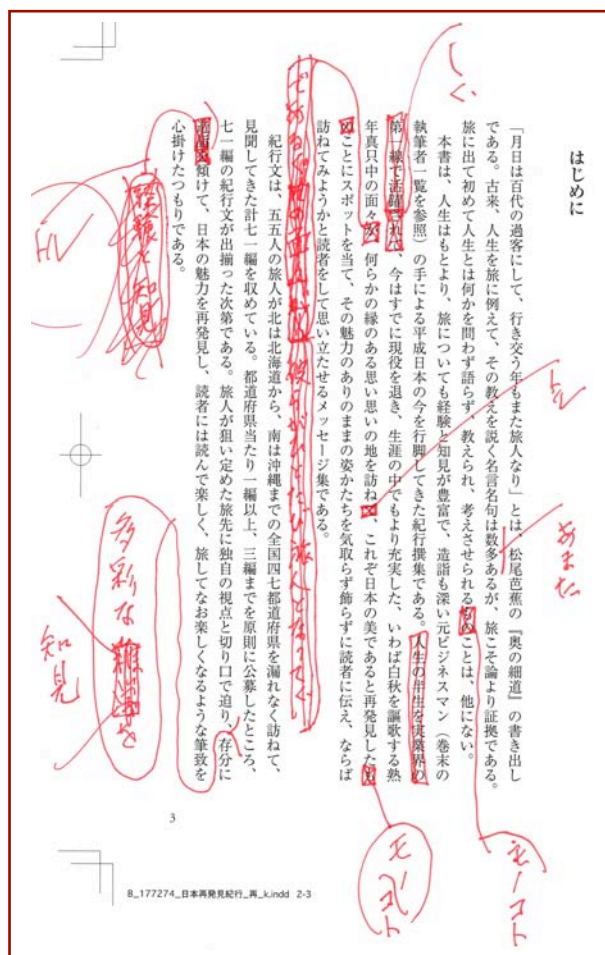 はじめに
「月日は百代の過客にして、行き交う年もまた旅人なり」とは、松尾芭蕉の『奥の細道』の書き出し
である。古来、人生を旅に例えて、その教えを説く名言名句は数多あるが、旅こそ論より証拠である。
旅に出て初めて人生とは何かを問わず語らず、教えられ、考えさせられるものことは、他にない。
本書は、人生はもとより、旅についても経験と知見が豊富で、造詣も深い元ビジネスマン（巻末の
執筆者一覧を参照）の手による平成日本の今を行脚してきた紀行撰集である。人生の半生を実業界の
第一線で活躍されて、今はすでに現役を退き、生涯の中でもより充実した、いわば白秋を謳歌する熟
年真只中の面々が、何らかの縁のある思い思いの地を訪ね、これぞ日本の美であると再発見したも
のことにスポットを当て、その魅力のありのままの姿かたちを気取らず飾らずに読者に伝え、ならば
訪ねてみようかと読者をして思い立たせるメッセージ集である。
紀行文は、五五人の旅人が北は北海道から、南は沖縄までの全国四七都道府県を漏れなく訪ねて、
見聞してきた計七一編を収めている。都道府県当たり一編以上、三編までを原則に公募したところ、
七一編の紀行文が出揃った次第である。旅人が狙い定めた旅先に独自の視点と切り口で迫り、存分に
傾けて、日本の魅力を再発見し、読者には読んで楽しく、旅してなお楽しくなるような筆致を
心掛けたつもりである。
しく、
トル
あまた
モノコト
モノコト
経験と知見
トル
多彩な
知見
3
B_177274_日本再発見紀行_再_k.indd 2-3